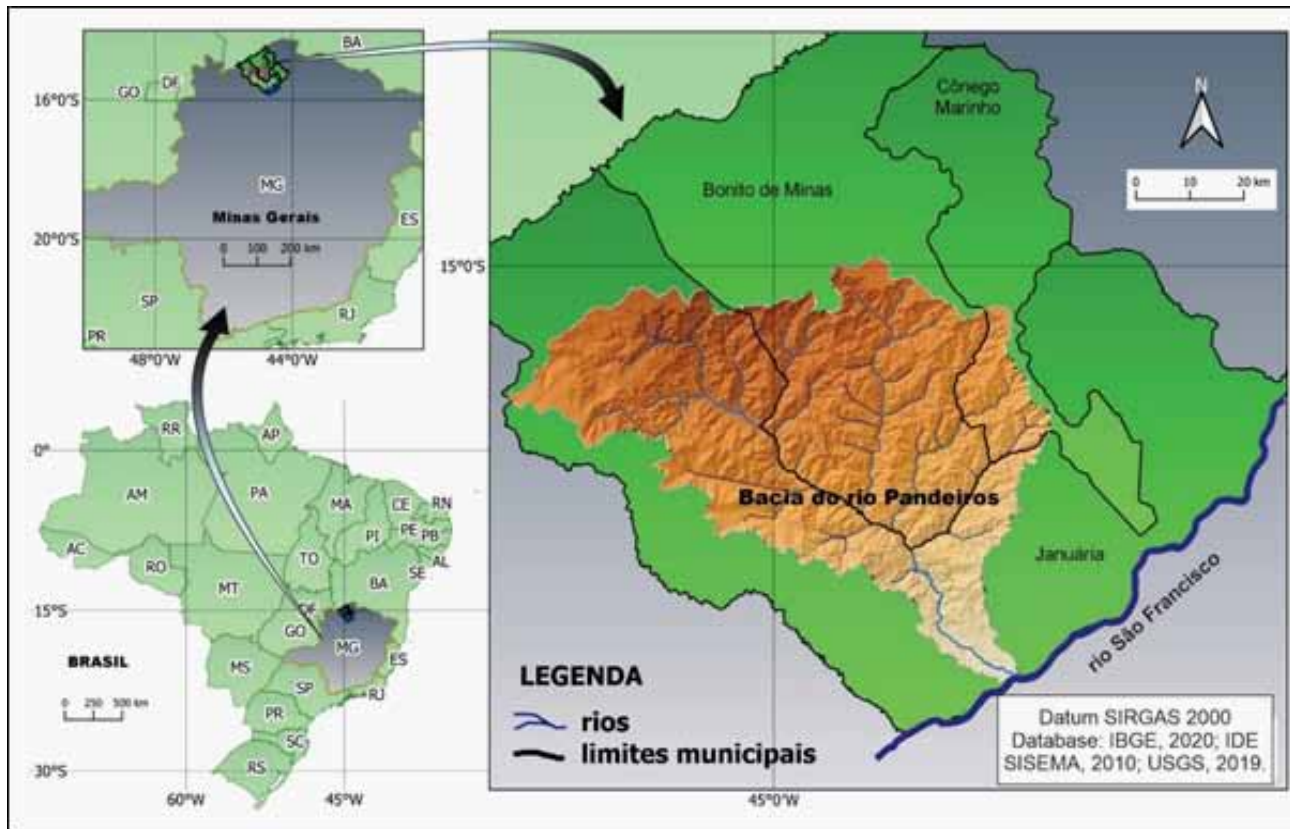 BA
GO
DF
16°0'S
MG
Minas Gerais
0 100 200 km
ES
20°0'S
SP
RJ
PR
48°0'W
44°0'W
Cônego
Marinho
N
Bonito de Minas
0 10 20 km
15°0'S
Bacia do rio Pandeiros
Januária
rio São Francisco
LEGENDA
rios
limites municipais
Datum SIRGAS 2000
Database: IBGE, 2020; IDE
SISEMA, 2010; USGS, 2019.
45°0'W
RR
AP
0°
AM
PA
MA
CE
RN
PI
PE
PB
AC
TO
AL
RO
SE
MT
BA
15°S
DF
GO
MG
BRASIL
MS
ES
0 250 500 km
SP
RJ
PR
SC
RS
30°S
60°W
45°W